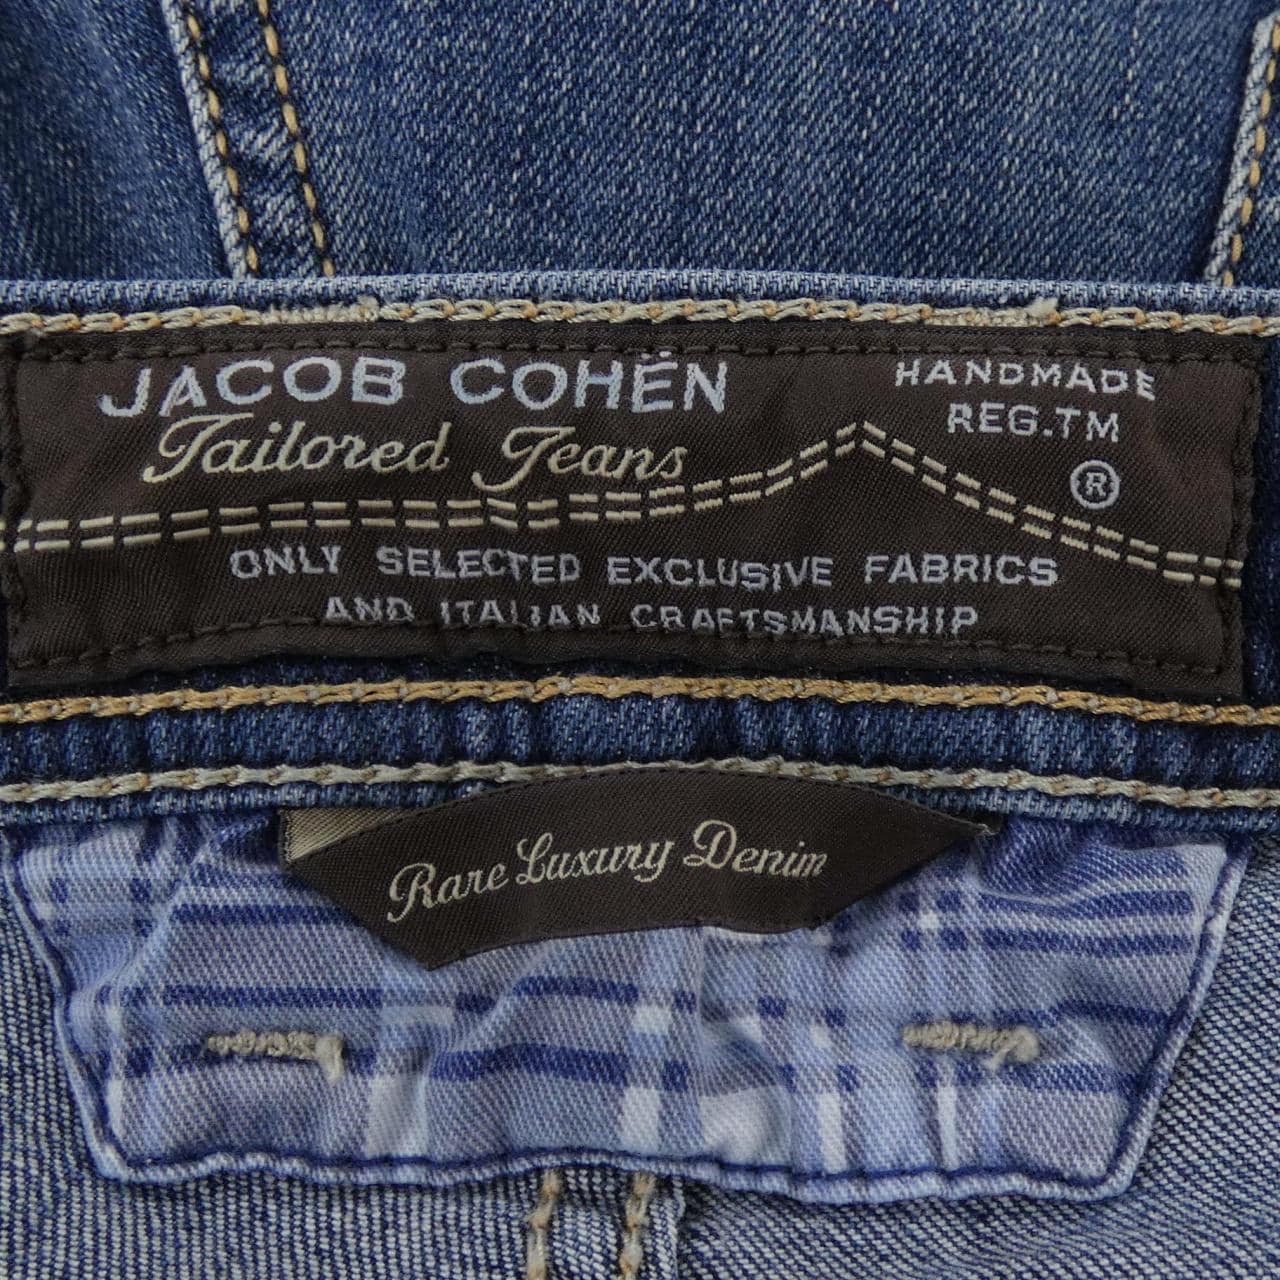 JACOB COHËN
Tailored Jeans
HANDMADE
REG.TM
®
ONLY SELECTED EXCLUSIVE FABRICS
AND ITALIAN CRAFTSMANSHIP
Rare Luxury Denim